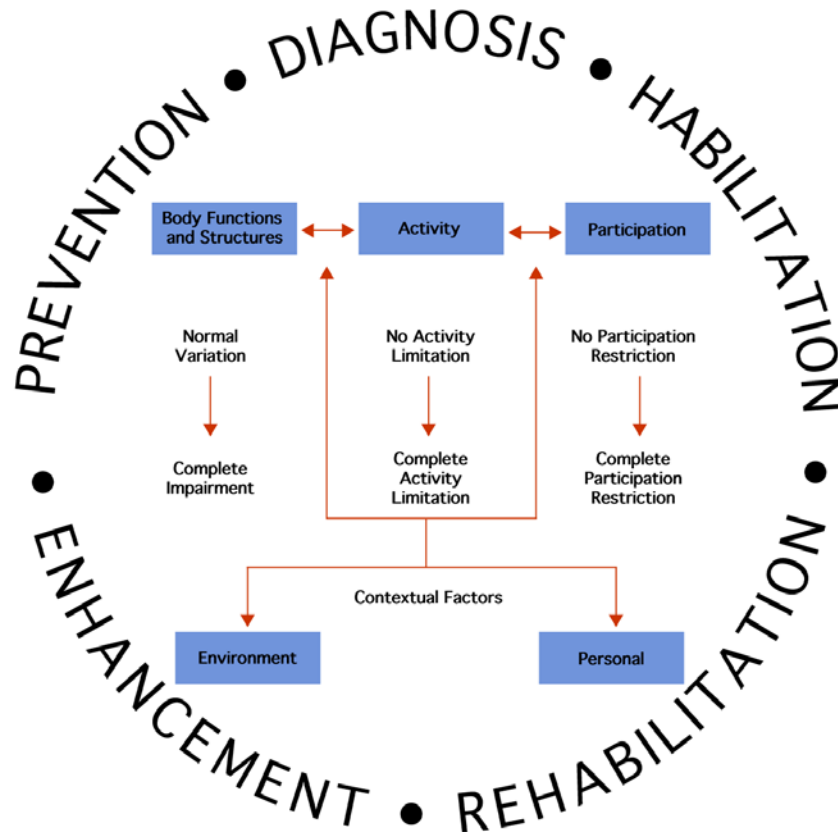 PREVENTION • DIAGNOSIS • HABILITATION •
REHABILITATION • ENHANCEMENT •
Body Functions
and Structures
Activity
Participation
Normal
Variation
No Activity
Limitation
No Participation
Restriction
Complete
Impairment
Complete
Activity
Limitation
Complete
Participation
Restriction
Contextual Factors
Environment
Personal